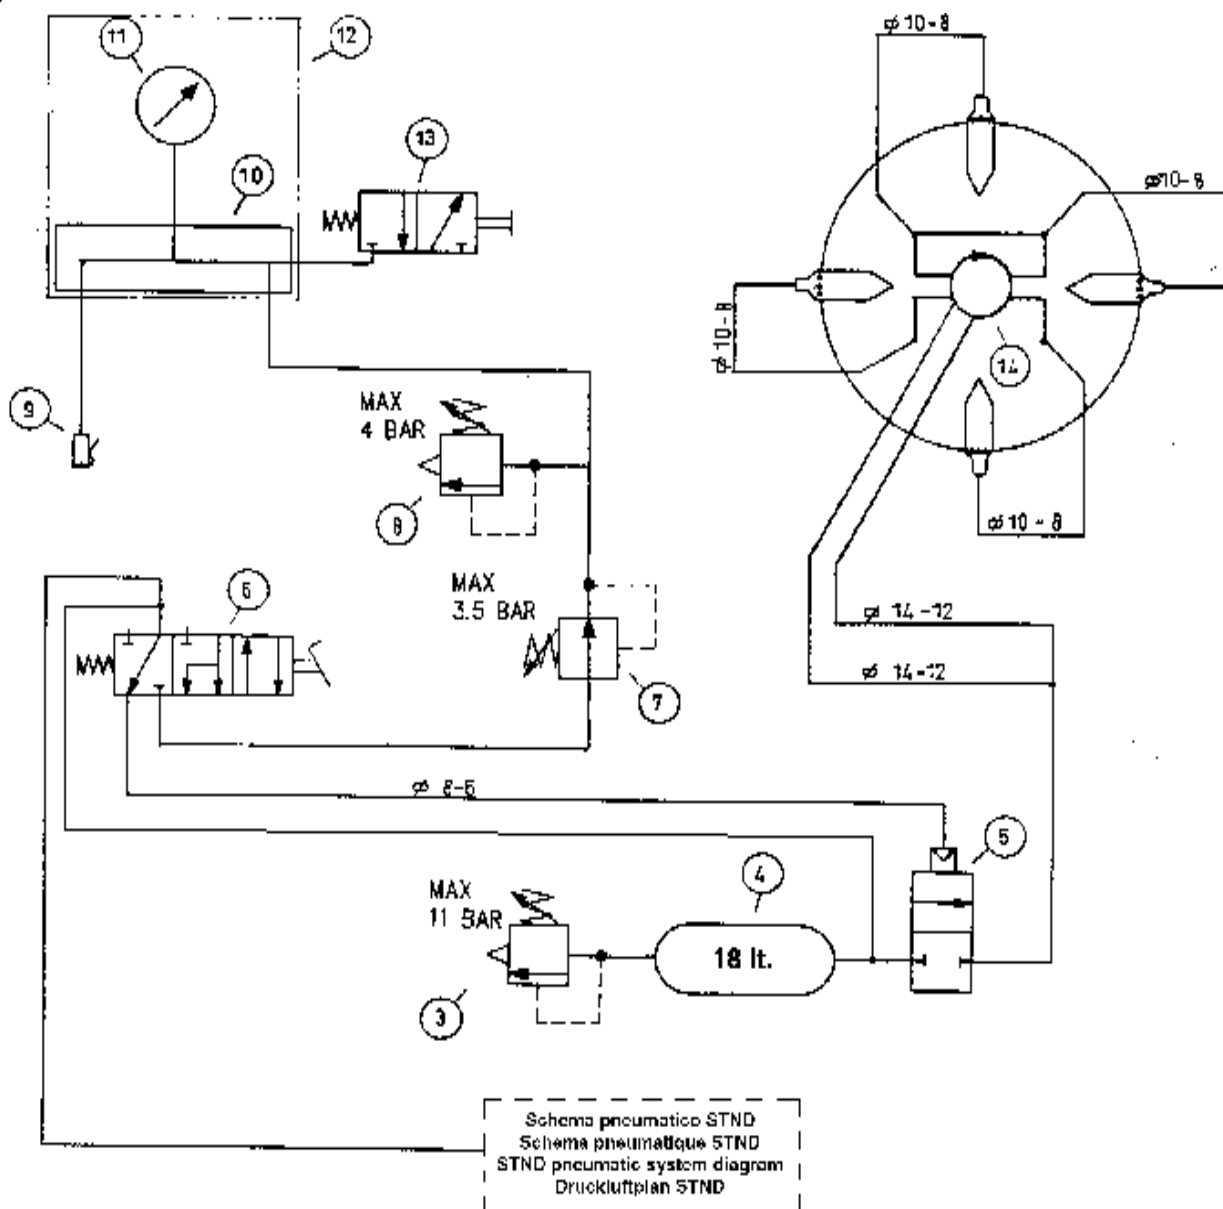 11
12
⌀ 10-8
13
10
⌀10-8
⌀ 10-8
14
MAX
4 BAR
9
8
⌀ 10-8
MAX
3.5 BAR
6
⌀ 14-12
⌀ 14-12
7
⌀ 8-6
5
4
MAX
11 BAR
18 lt.
3
Schema pneumatico STND
Schema pneumatique STND
STND pneumatic system diagram
Druckluftplan STND